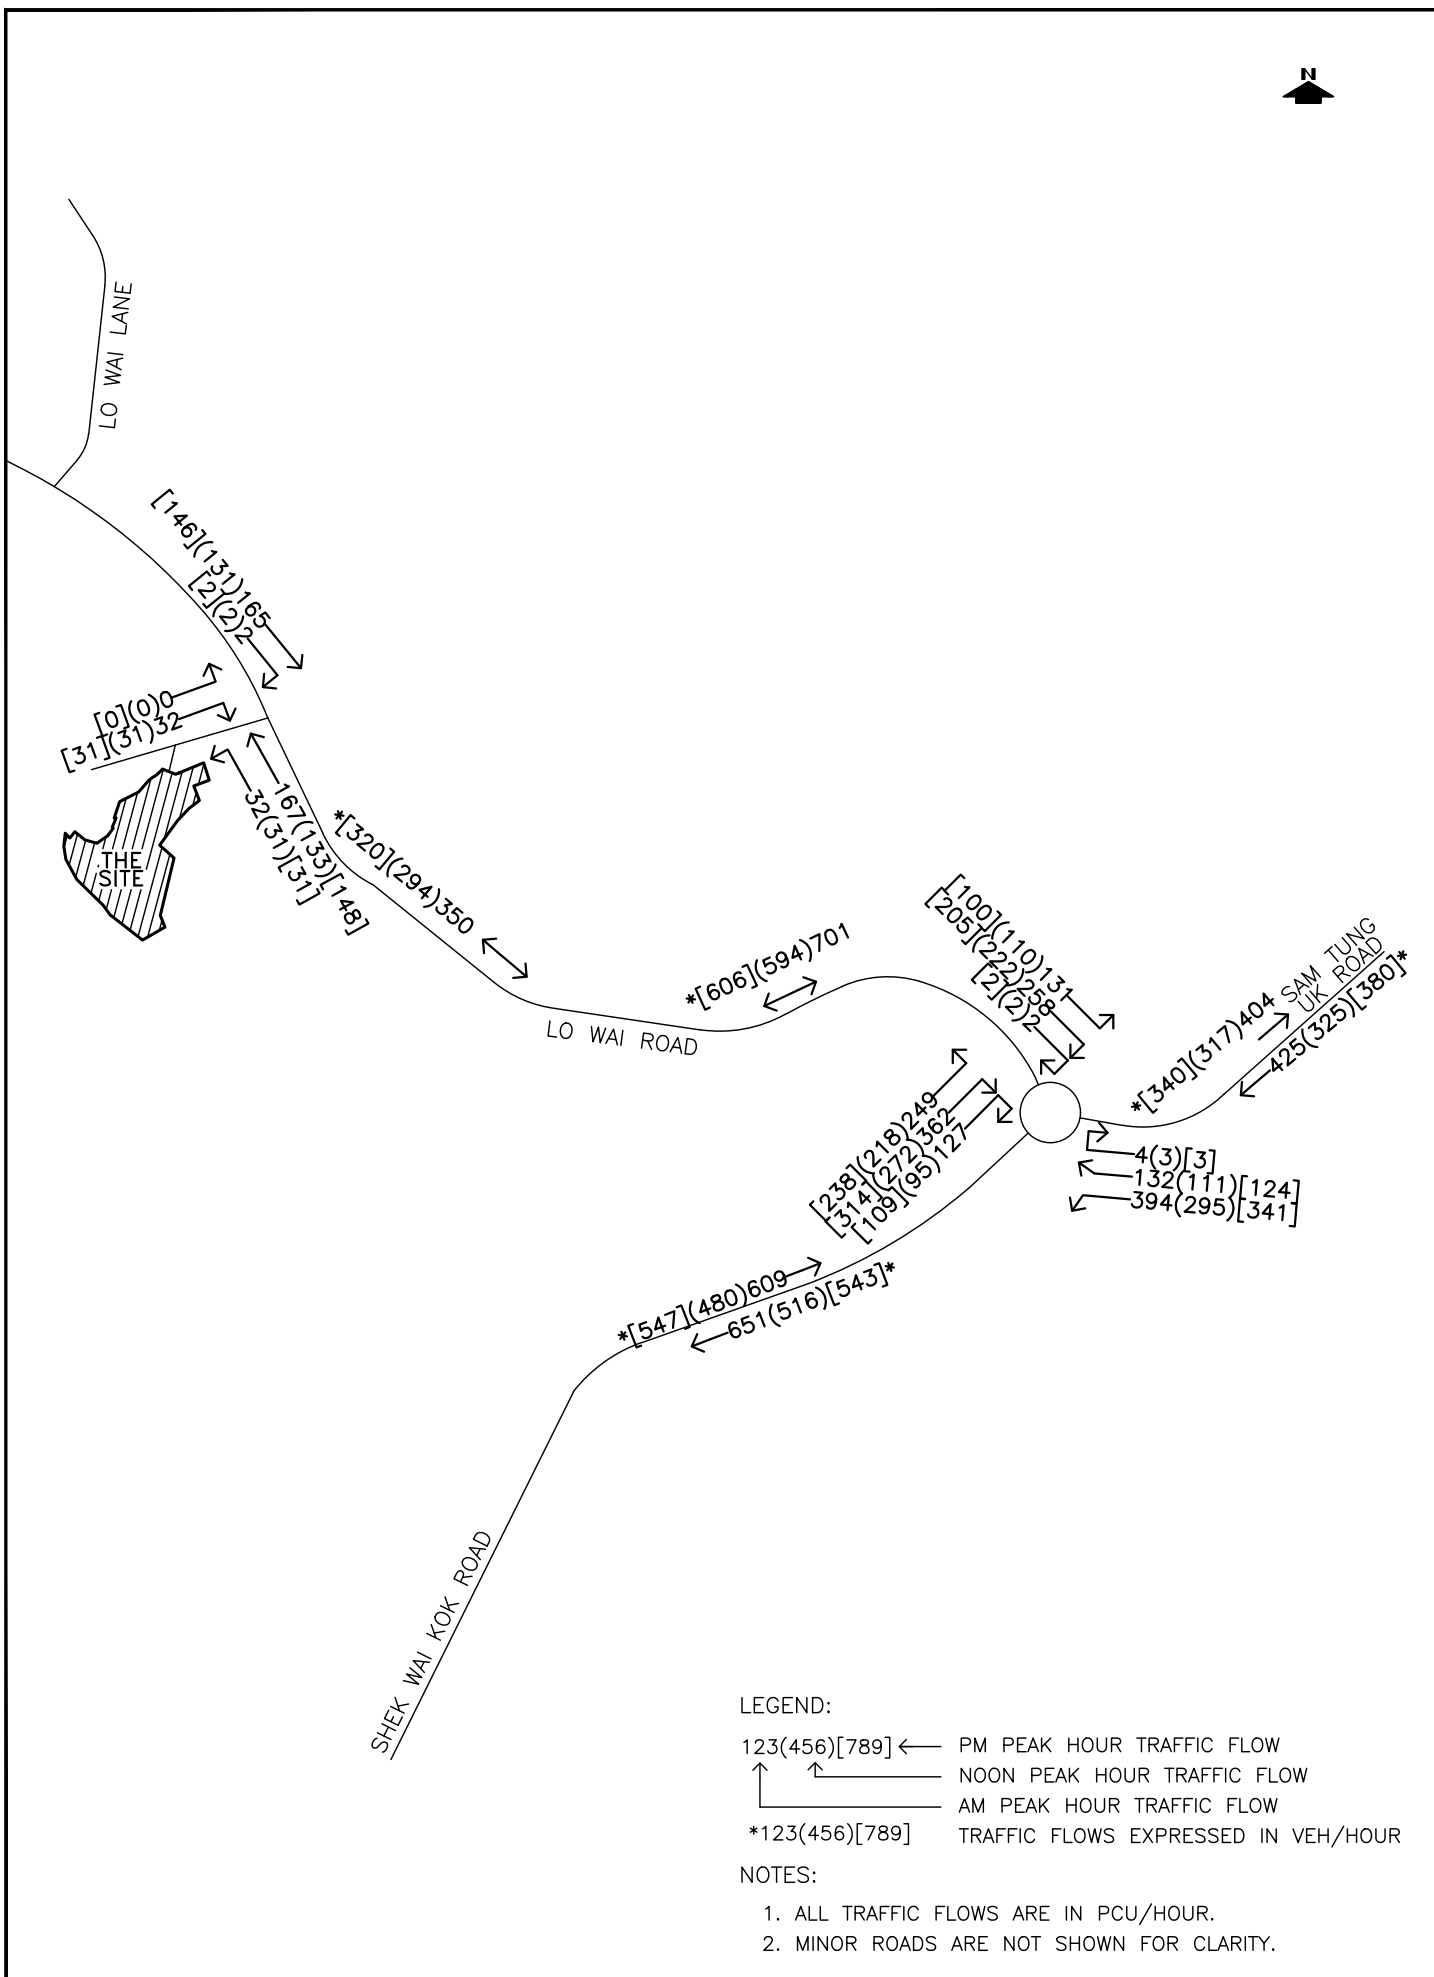 N
LO WAI LANE
[146](131)165
[2](2)2
[0](0)0
[31](31)32
167(133)[148]
32(31)[31]
THE
SITE
*[320](294)350
LO WAI ROAD
*[606](594)701
[100](110)131
[205](222)258
[2](2)2
SAM TUNG
UK ROAD
*[340](317)404
425(325)[380]*
[238](218)249
[314](272)362
[109](95)127
4(3)[3]
132(111)[124]
394(295)[341]
*[547](480)609
651(516)[543]*
SHEK WAI KOK ROAD
LEGEND:
123(456)[789] PM PEAK HOUR TRAFFIC FLOW
NOON PEAK HOUR TRAFFIC FLOW
AM PEAK HOUR TRAFFIC FLOW
*123(456)[789] TRAFFIC FLOWS EXPRESSED IN VEH/HOUR
NOTES:
1. ALL TRAFFIC FLOWS ARE IN PCU/HOUR.
2. MINOR ROADS ARE NOT SHOWN FOR CLARITY.